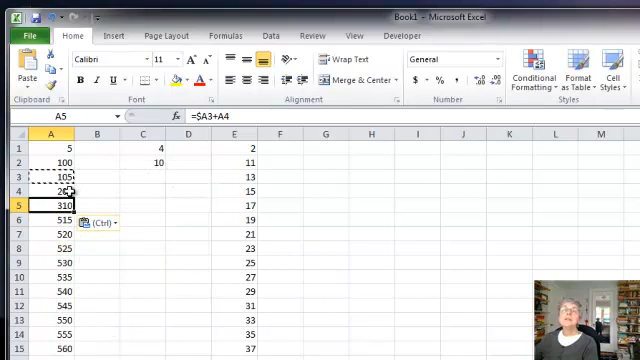 Book1 - Microsoft Excel
File Home Insert Page Layout Formulas Data Review View Developer
Calibri 11 A A Wrap Text General
Paste B I U A Merge & Center $ % , Conditional Formatting Format as Table Cell Styles
Clipboard Font Alignment Number Styles
A5 fx =$A3+A4
A B C D E F G H I J K L M
1 5 4 2
2 100 10 11
3 105 13
4 15
5 310 17
6 515 (Ctrl) 19
7 520 21
8 525 23
9 530 25
10 535 27
11 540 29
12 545 31
13 550 33
14 555 35
15 560 37